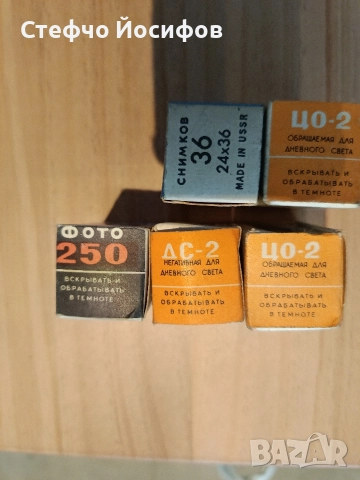 Стефчо Йосифов
СНИМКОВ
36
24×36
MADE IN USSR
ЦО-2
ОБРАЩАЕМАЯ ДЛЯ
ДНЕВНОГО СВЕТА
ВСКРЫВАТЬ И
ОБРАБАТЫВАТЬ
В ТЕМНОТЕ
ФОТО
250
ВСКРЫВАТЬ И
ОБРАБАТЫВАТЬ
В ТЕМНОТЕ
ДС-2
НЕГАТИВНАЯ ДЛЯ
ДНЕВНОГО СВЕТА
ВСКРЫВАТЬ И
ОБРАБАТЫВАТЬ
В ТЕМНОТЕ
ЦО-2
ОБРАЩАЕМАЯ ДЛЯ
ДНЕВНОГО СВЕТА
ВСКРЫВАТЬ И
ОБРАБАТЫВАТЬ
В ТЕМНОТЕ
BAZAR